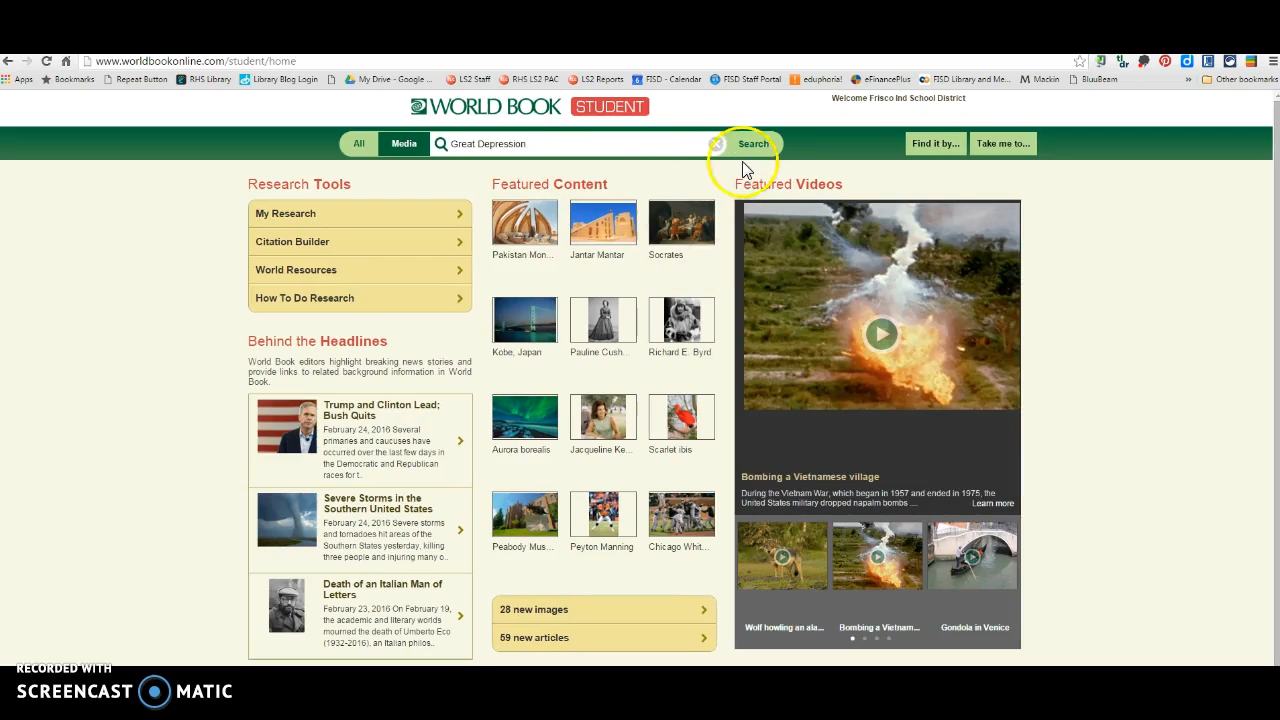 www.worldbookonline.com/student/home
Apps Bookmarks Repeat Button RHS Library Library Blog Login My Drive - Google ... LS2 Staff RHS LS2 PAC LS2 Reports FISD - Calendar FISD Staff Portal eduphoria! eFinancePlus FISD Library and Me... Mackin BluuBeam » Other bookmarks
WORLD BOOK STUDENT
Welcome Frisco Ind School District
All Media Great Depression Search Find it by... Take me to...
Research Tools
My Research
Citation Builder
World Resources
How To Do Research
Behind the Headlines
World Book editors highlight breaking news stories and
provide links to related background information in World
Book.
Trump and Clinton Lead;
Bush Quits
February 24, 2016 Several
primaries and caucuses have
occurred over the last few days in
the Democratic and Republican
races for t..
Severe Storms in the
Southern United States
February 24, 2016 Severe storms
and tornadoes hit areas of the
Southern States yesterday, killing
three people and injuring many o..
Death of an Italian Man of
Letters
February 23, 2016 On February 19,
the academic and literary worlds
mourned the death of Umberto Eco
(1932-2016), an Italian philos..
Featured Content
Pakistan Mon... Jantar Mantar Socrates
Kobe, Japan Pauline Cush... Richard E. Byrd
Aurora borealis Jacqueline Ke... Scarlet ibis
Peabody Mus... Peyton Manning Chicago Whit...
28 new images
59 new articles
Featured Videos
Bombing a Vietnamese village
During the Vietnam War, which began in 1957 and ended in 1975, the
United States military dropped napalm bombs .... Learn more
Wolf howling an ala... Bombing a Vietnam... Gondola in Venice
RECORDED WITH
SCREENCAST MATIC